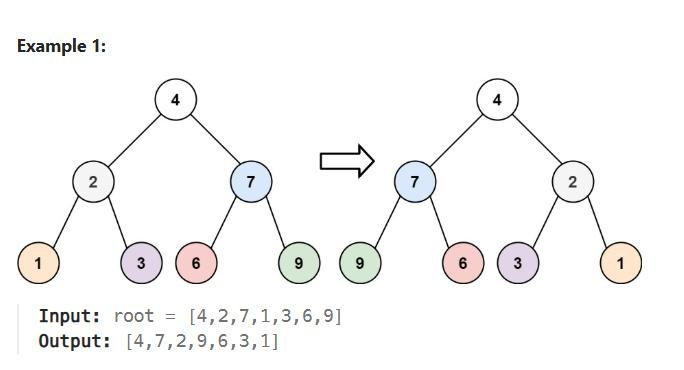 Example 1:
4 4
2 7 7 2
1 3 6 9 9 6 3 1
Input: root = [4,2,7,1,3,6,9]
Output: [4,7,2,9,6,3,1]